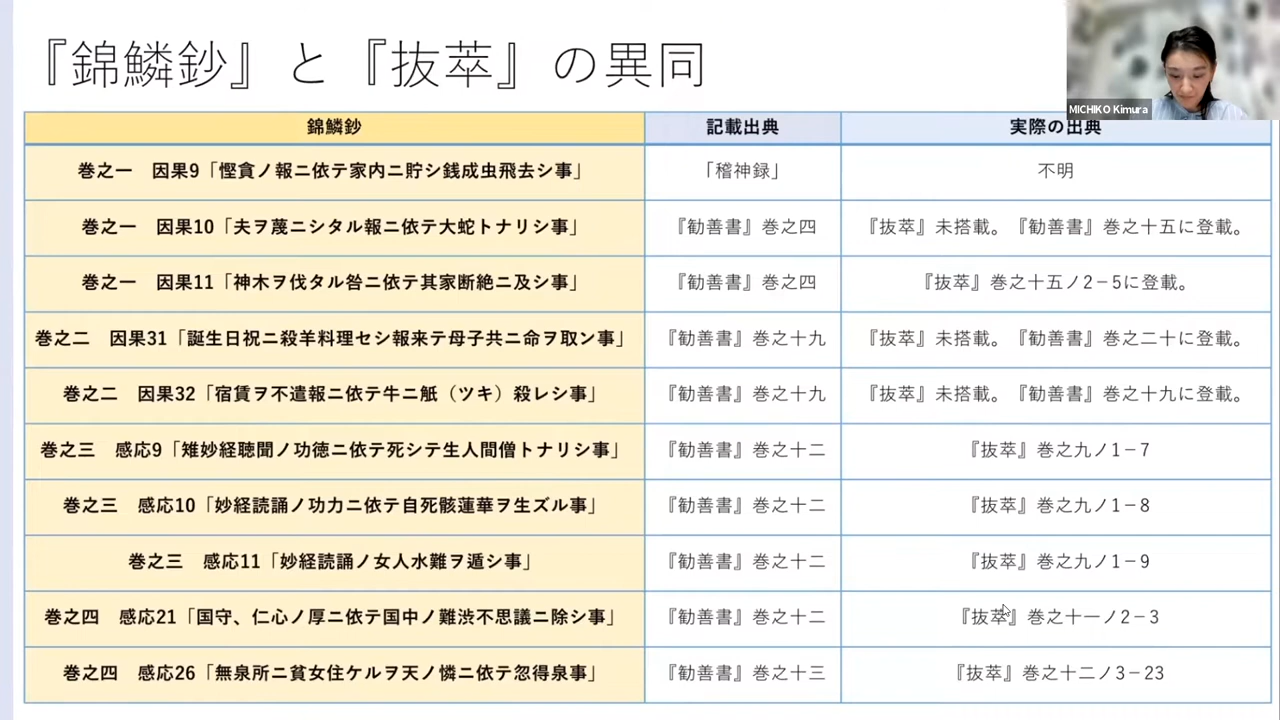 『錦鱗鈔』と『抜萃』の異同
MICHIKO Kimura
錦鱗鈔 記載出典 実際の出典
巻之一 因果9「慳貪ノ報ニ依テ家内ニ貯シ銭成虫飛去シ事」 「稽神録」 不明
巻之一 因果10「夫ヲ蔑ニシタル報ニ依テ大蛇トナリシ事」 『勧善書』巻之四 『抜萃』未搭載。『勧善書』巻之十五に登載。
巻之一 因果11「神木ヲ伐タル咎ニ依テ其家断絶ニ及シ事」 『勧善書』巻之四 『抜萃』巻之十五ノ2－5に登載。
巻之二 因果31「誕生日祝ニ殺羊料理セシ報来テ母子共ニ命ヲ取ン事」 『勧善書』巻之十九 『抜萃』未搭載。『勧善書』巻之二十に登載。
巻之二 因果32「宿賃ヲ不遣報ニ依テ牛ニ觝（ツキ）殺レシ事」 『勧善書』巻之十九 『抜萃』未搭載。『勧善書』巻之十九に登載。
巻之三 感応9「雉妙経聴聞ノ功徳ニ依テ死シテ生人間僧トナリシ事」 『勧善書』巻之十二 『抜萃』巻之九ノ1－7
巻之三 感応10「妙経読誦ノ功力ニ依テ自死骸蓮華ヲ生ズル事」 『勧善書』巻之十二 『抜萃』巻之九ノ1－8
巻之三 感応11「妙経読誦ノ女人水難ヲ遁シ事」 『勧善書』巻之十二 『抜萃』巻之九ノ1－9
巻之四 感応21「国守、仁心ノ厚ニ依テ国中ノ難渋不思議ニ除シ事」 『勧善書』巻之十二 『抜萃』巻之十一ノ2－3
巻之四 感応26「無泉所ニ貧女住ケルヲ天ノ憐ニ依テ忽得泉事」 『勧善書』巻之十三 『抜萃』巻之十二ノ3－23